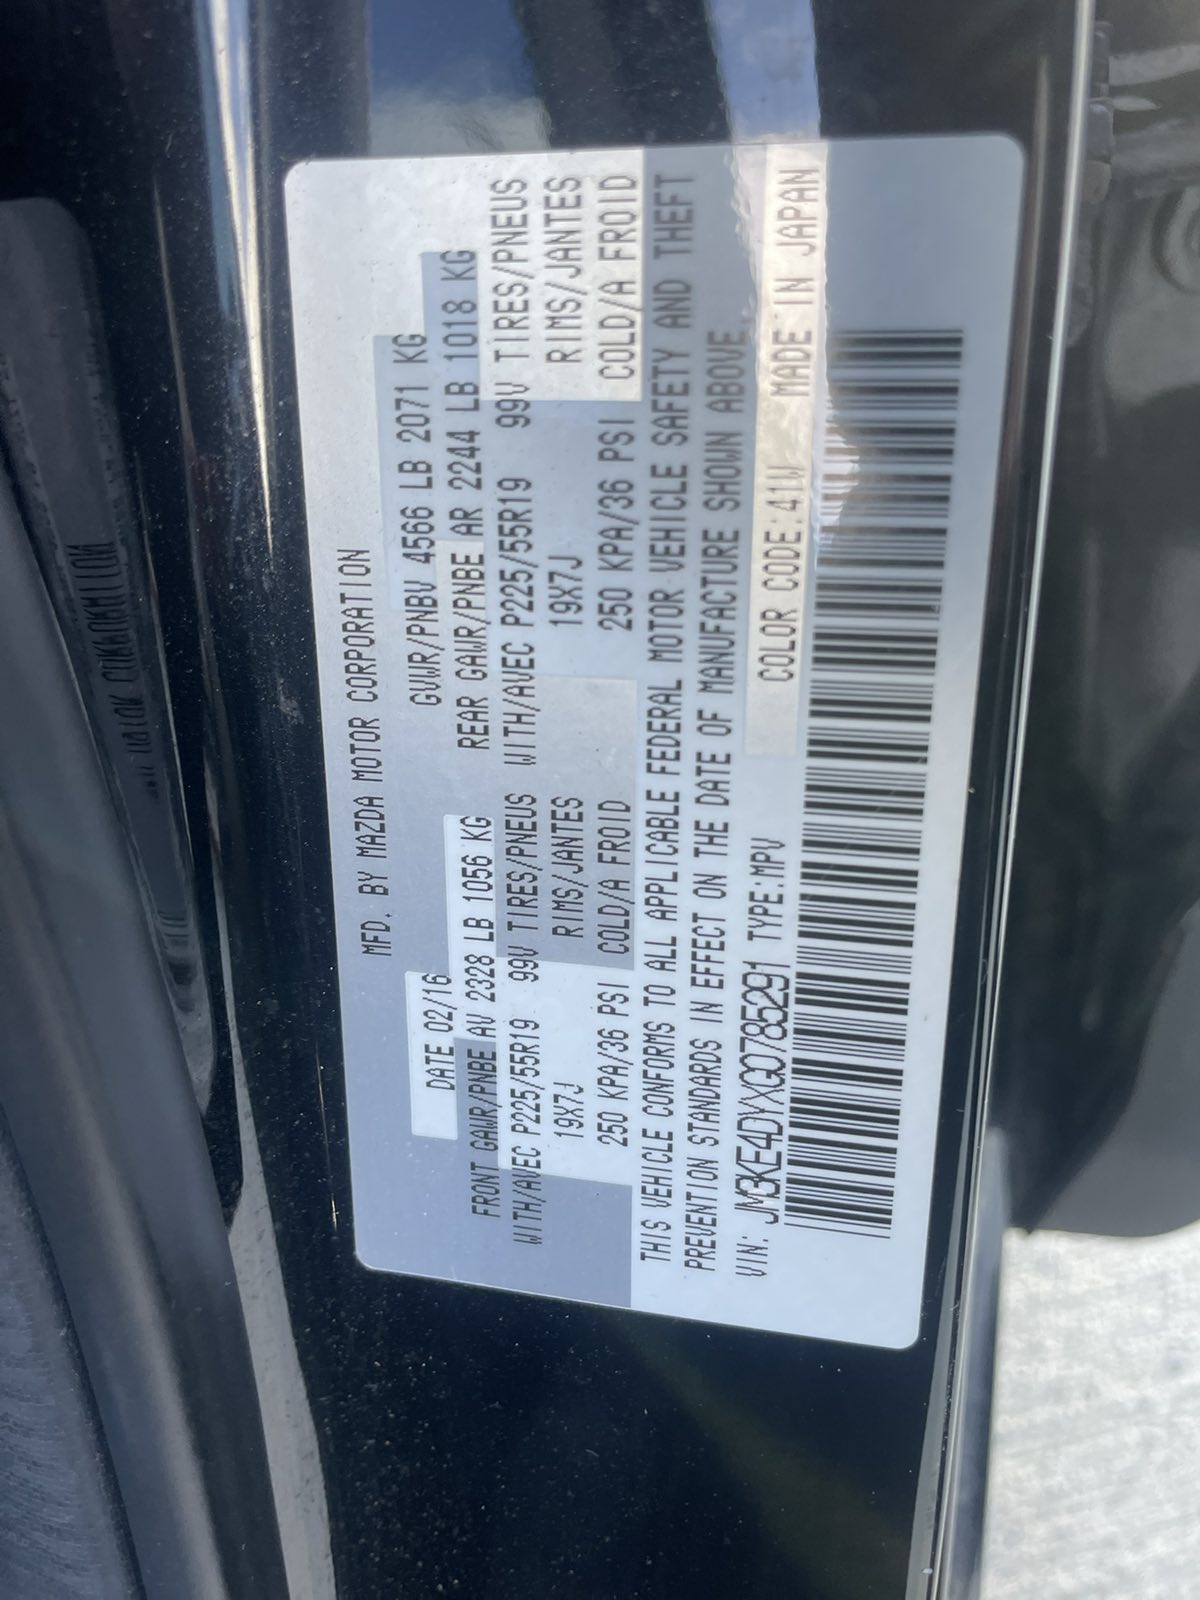 MFD. BY MAZDA MOTOR CORPORATION
DATE 02/16 GVWR/PNBV 4566 LB 2071 KG
FRONT GAWR/PNBE AV 2328 LB 1056 KG REAR GAWR/PNBE AR 2244 LB 1018 KG
WITH/AVEC P225/55R19 99V TIRES/PNEUS WITH/AVEC P225/55R19 99V TIRES/PNEUS
19X7J RIMS/JANTES 19X7J RIMS/JANTES
250 KPA/36 PSI COLD/A FROID 250 KPA/36 PSI COLD/A FROID
THIS VEHICLE CONFORMS TO ALL APPLICABLE FEDERAL MOTOR VEHICLE SAFETY AND THEFT
PREVENTION STANDARDS IN EFFECT ON THE DATE OF MANUFACTURE SHOWN ABOVE
VIN: JM3KE4DYXG0785291 TYPE:MPV COLOR CODE:41W MADE IN JAPAN